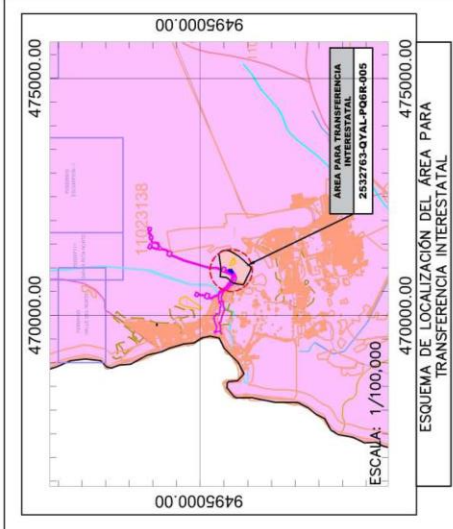 9495000.00
475000.00
475000.00
ÁREA PARA TRANSFERENCIA
INTERESTATAL
2532763-QYAL-PQ6R-005
11023138
470000.00
470000.00
ESCALA: 1/100,000
9495000.00
ESQUEMA DE LOCALIZACIÓN DEL ÁREA PARA
TRANSFERENCIA INTERESTATAL